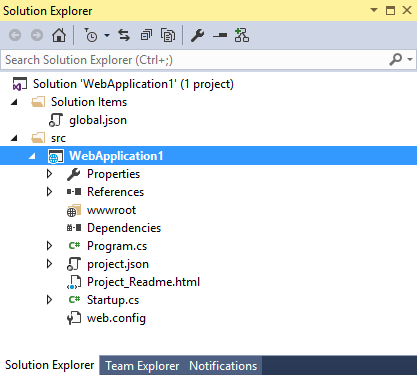 Solution Explorer
Search Solution Explorer (Ctrl+;)
Solution 'WebApplication1' (1 project)
Solution Items
global.json
src
WebApplication1
Properties
References
wwwroot
Dependencies
C# Program.cs
project.json
Project_Readme.html
C# Startup.cs
web.config
Solution Explorer Team Explorer Notifications